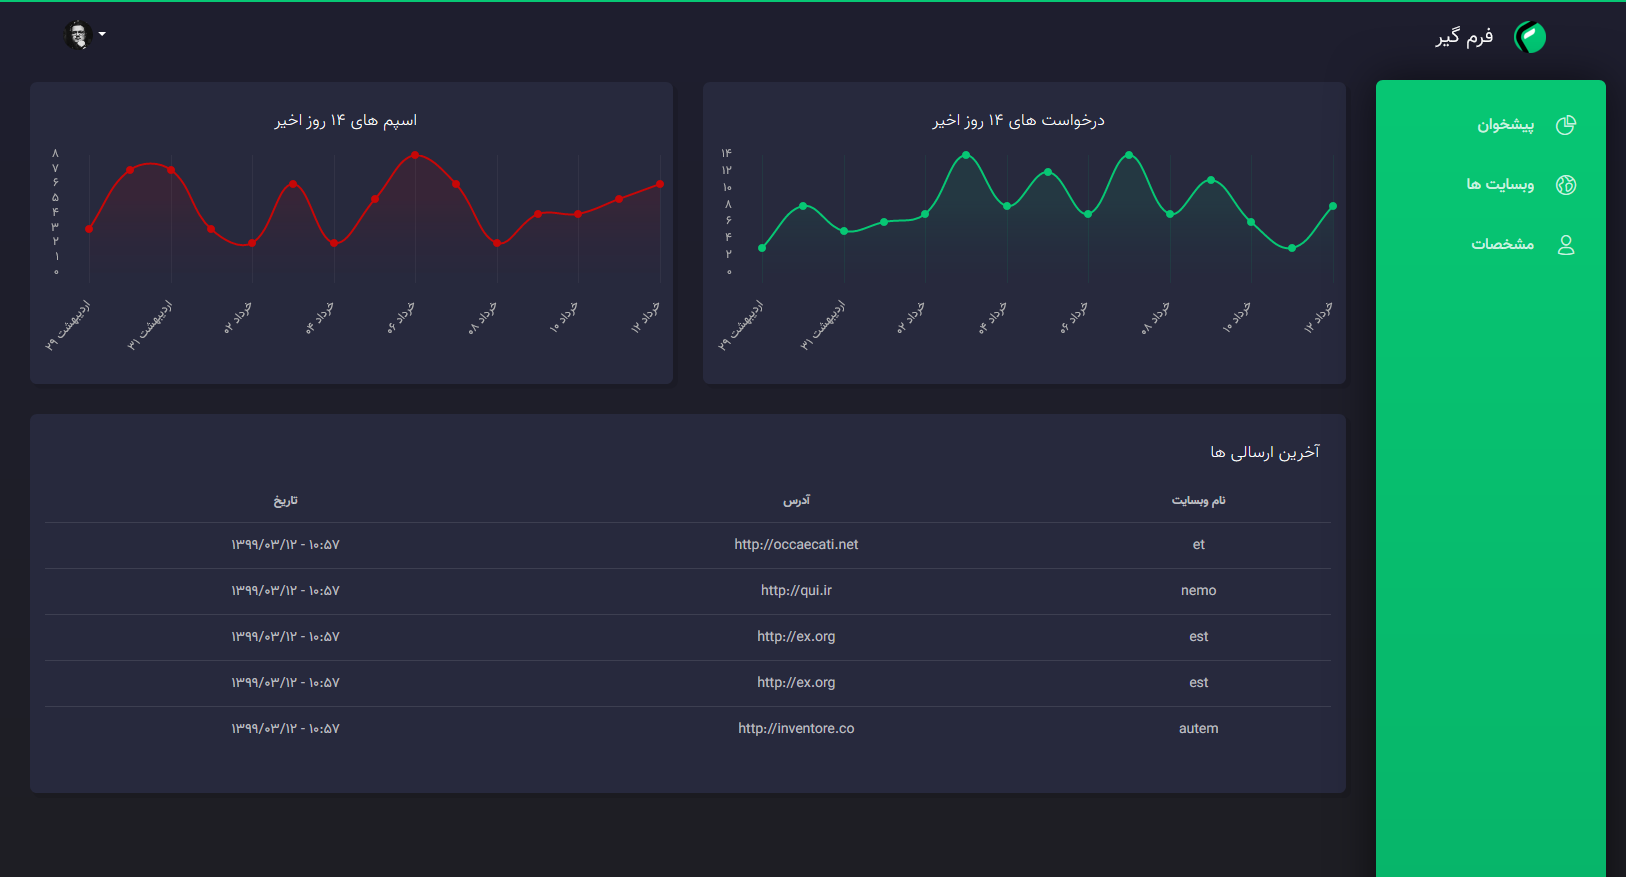 فرم گیر
پیشخوان
وبسایت ها
مشخصات
درخواست های ۱۴ روز اخیر
۱۴
۱۲
۱۰
۸
۶
۴
۲
۰
اردیبهشت ۲۹
اردیبهشت ۳۱
خرداد ۰۲
خرداد ۰۴
خرداد ۰۶
خرداد ۰۸
خرداد ۱۰
خرداد ۱۲
اسپم های ۱۴ روز اخیر
۸
۷
۶
۵
۴
۳
۲
۱
۰
اردیبهشت ۲۹
اردیبهشت ۳۱
خرداد ۰۲
خرداد ۰۴
خرداد ۰۶
خرداد ۰۸
خرداد ۱۰
خرداد ۱۲
آخرین ارسالی ها
نام وبسایت آدرس تاریخ
et http://occaecati.net ۱۳۹۹/۰۳/۱۲ - ۱۰:۵۷
nemo http://qui.ir ۱۳۹۹/۰۳/۱۲ - ۱۰:۵۷
est http://ex.org ۱۳۹۹/۰۳/۱۲ - ۱۰:۵۷
est http://ex.org ۱۳۹۹/۰۳/۱۲ - ۱۰:۵۷
autem http://inventore.co ۱۳۹۹/۰۳/۱۲ - ۱۰:۵۷